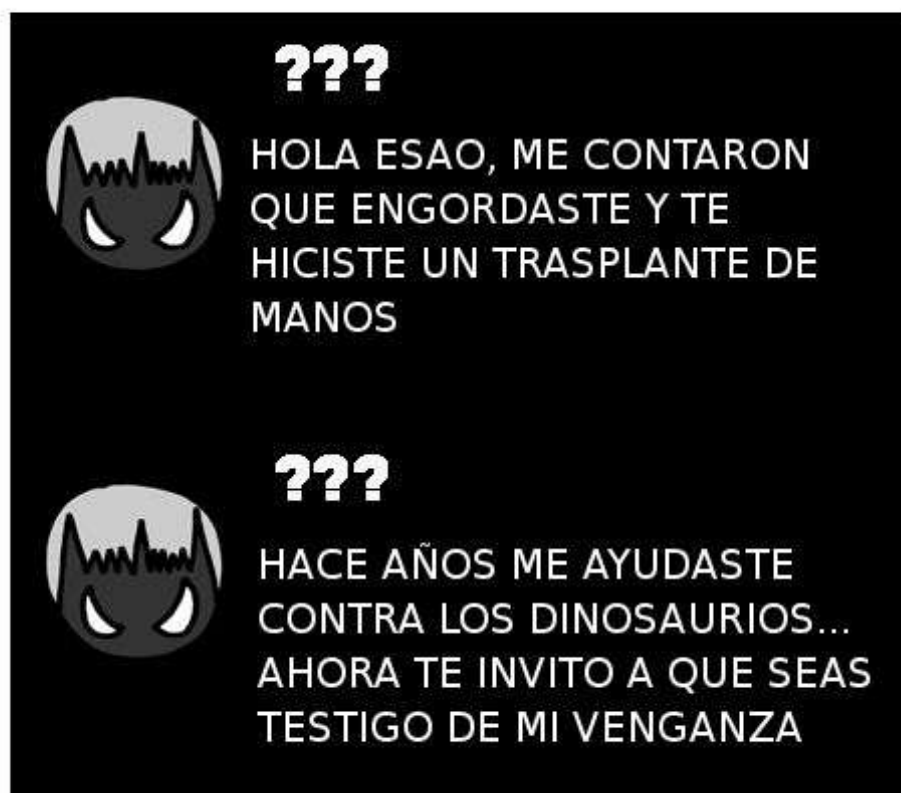 ???
HOLA ESAO, ME CONTARON
QUE ENGORDASTE Y TE
HICISTE UN TRASPLANTE DE
MANOS
???
HACE AÑOS ME AYUDASTE
CONTRA LOS DINOSAURIOS...
AHORA TE INVITO A QUE SEAS
TESTIGO DE MI VENGANZA